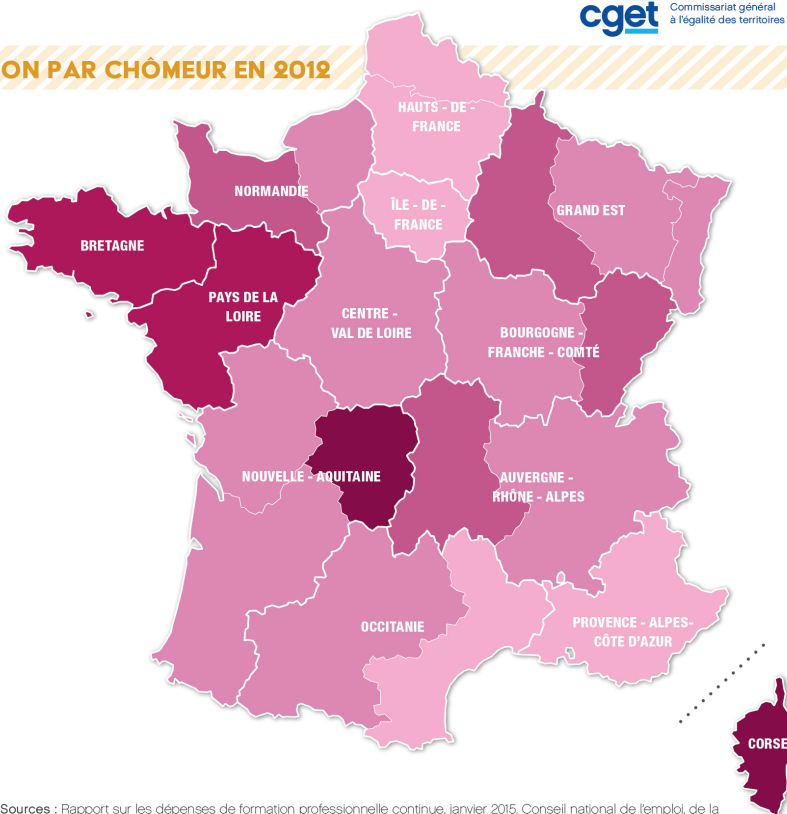 cget
Commissariat général
à l'égalité des territoires
ON PAR CHÔMEUR EN 2012
HAUTS - DE -
FRANCE
NORMANDIE
ÎLE - DE -
FRANCE
GRAND EST
BRETAGNE
PAYS DE LA
LOIRE
CENTRE -
VAL DE LOIRE
BOURGOGNE -
FRANCHE - COMTÉ
NOUVELLE - AQUITAINE
AUVERGNE -
RHÔNE - ALPES
OCCITANIE
PROVENCE - ALPES-
CÔTE D'AZUR
CORSE
Sources : Rapport sur les dépenses de formation professionnelle continue, janvier 2015, Conseil national de l'emploi, de la